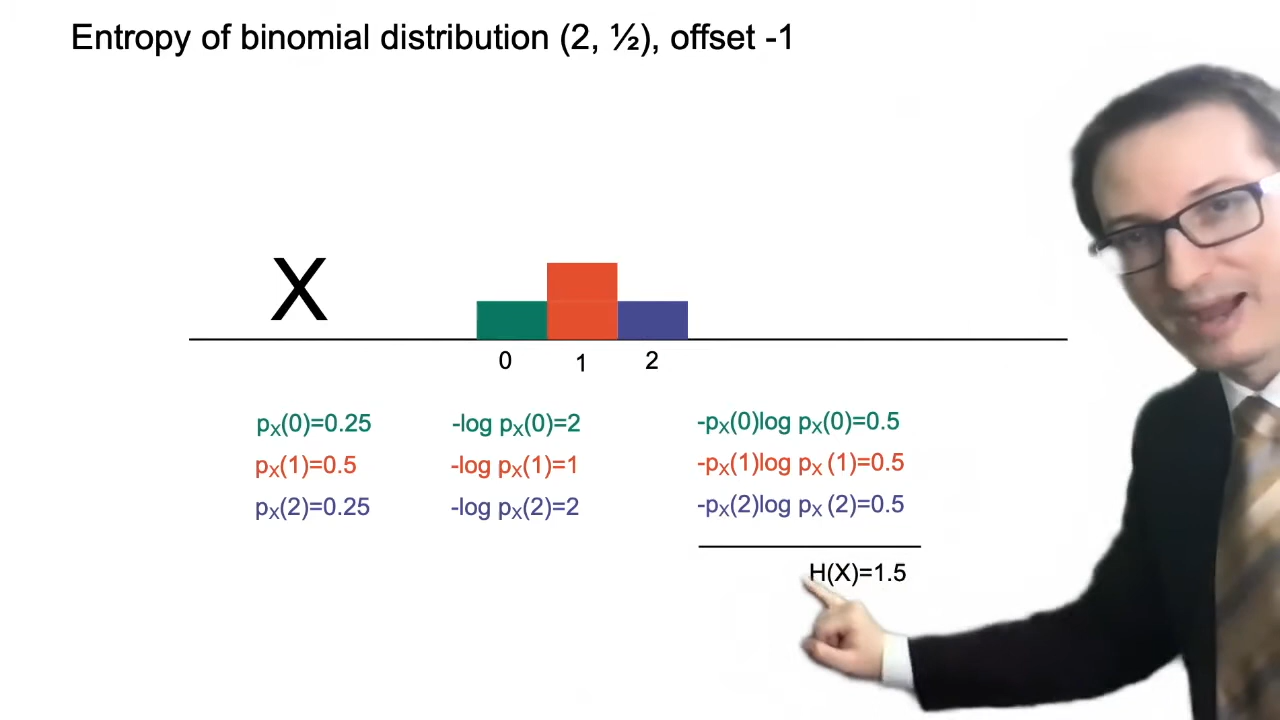 Entropy of binomial distribution (2, ½), offset -1
X
0 1 2
pX(0)=0.25 -log pX(0)=2 -pX(0)log pX(0)=0.5
pX(1)=0.5 -log pX(1)=1 -pX(1)log pX (1)=0.5
pX(2)=0.25 -log pX(2)=2 -pX(2)log pX (2)=0.5
H(X)=1.5